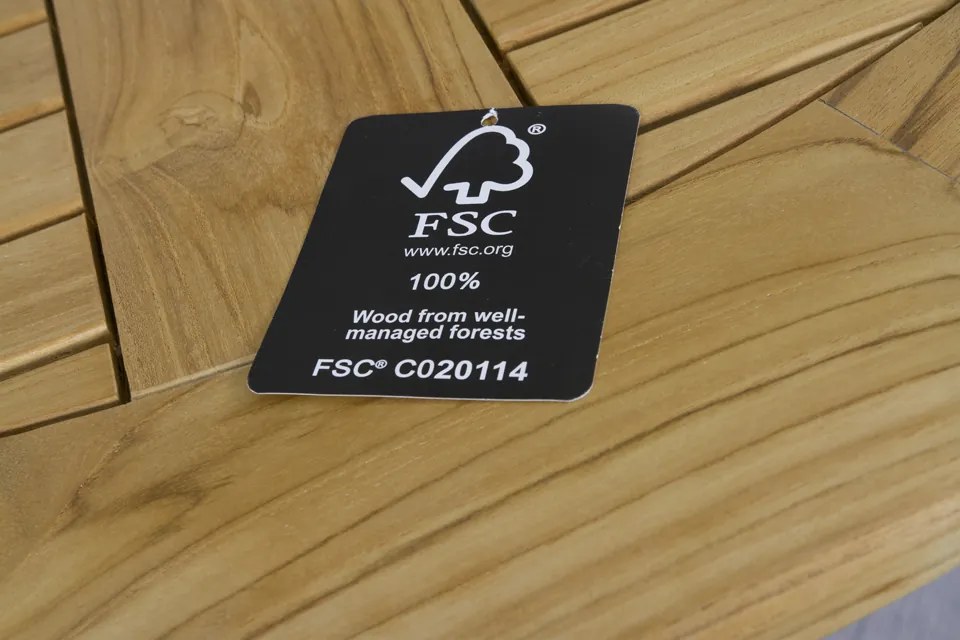 ®
FSC
www.fsc.org
100%
Wood from well-
managed forests
FSC® C020114